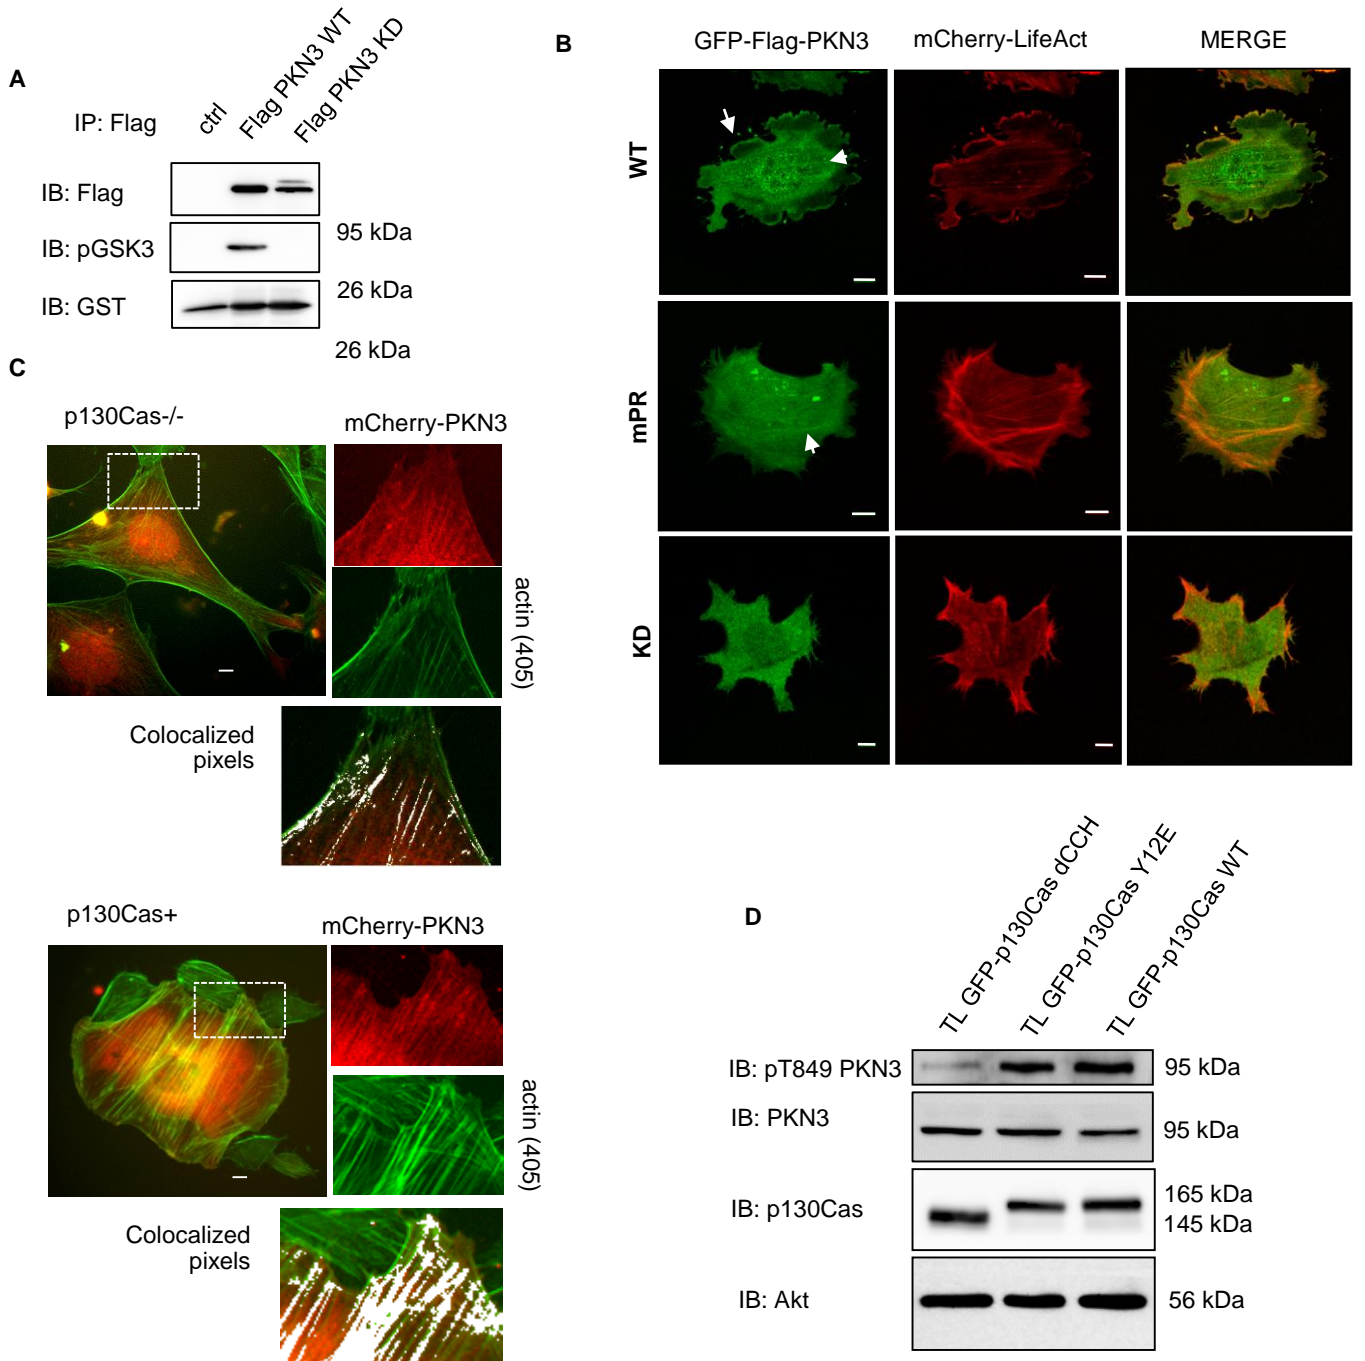 A
IP: Flag
ctrl
Flag PKN3 WT
Flag PKN3 KD
IB: Flag
IB: pGSK3
IB: GST
95 kDa
26 kDa
26 kDa
B
GFP-Flag-PKN3
mCherry-LifeAct
MERGE
WT
mPR
KD
C
p130Cas-/-
mCherry-PKN3
actin (405)
Colocalized
pixels
p130Cas+
mCherry-PKN3
actin (405)
Colocalized
pixels
D
TL GFP-p130Cas dCCH
TL GFP-p130Cas Y12E
TL GFP-p130Cas WT
IB: pT849 PKN3
95 kDa
IB: PKN3
95 kDa
IB: p130Cas
165 kDa
145 kDa
IB: Akt
56 kDa